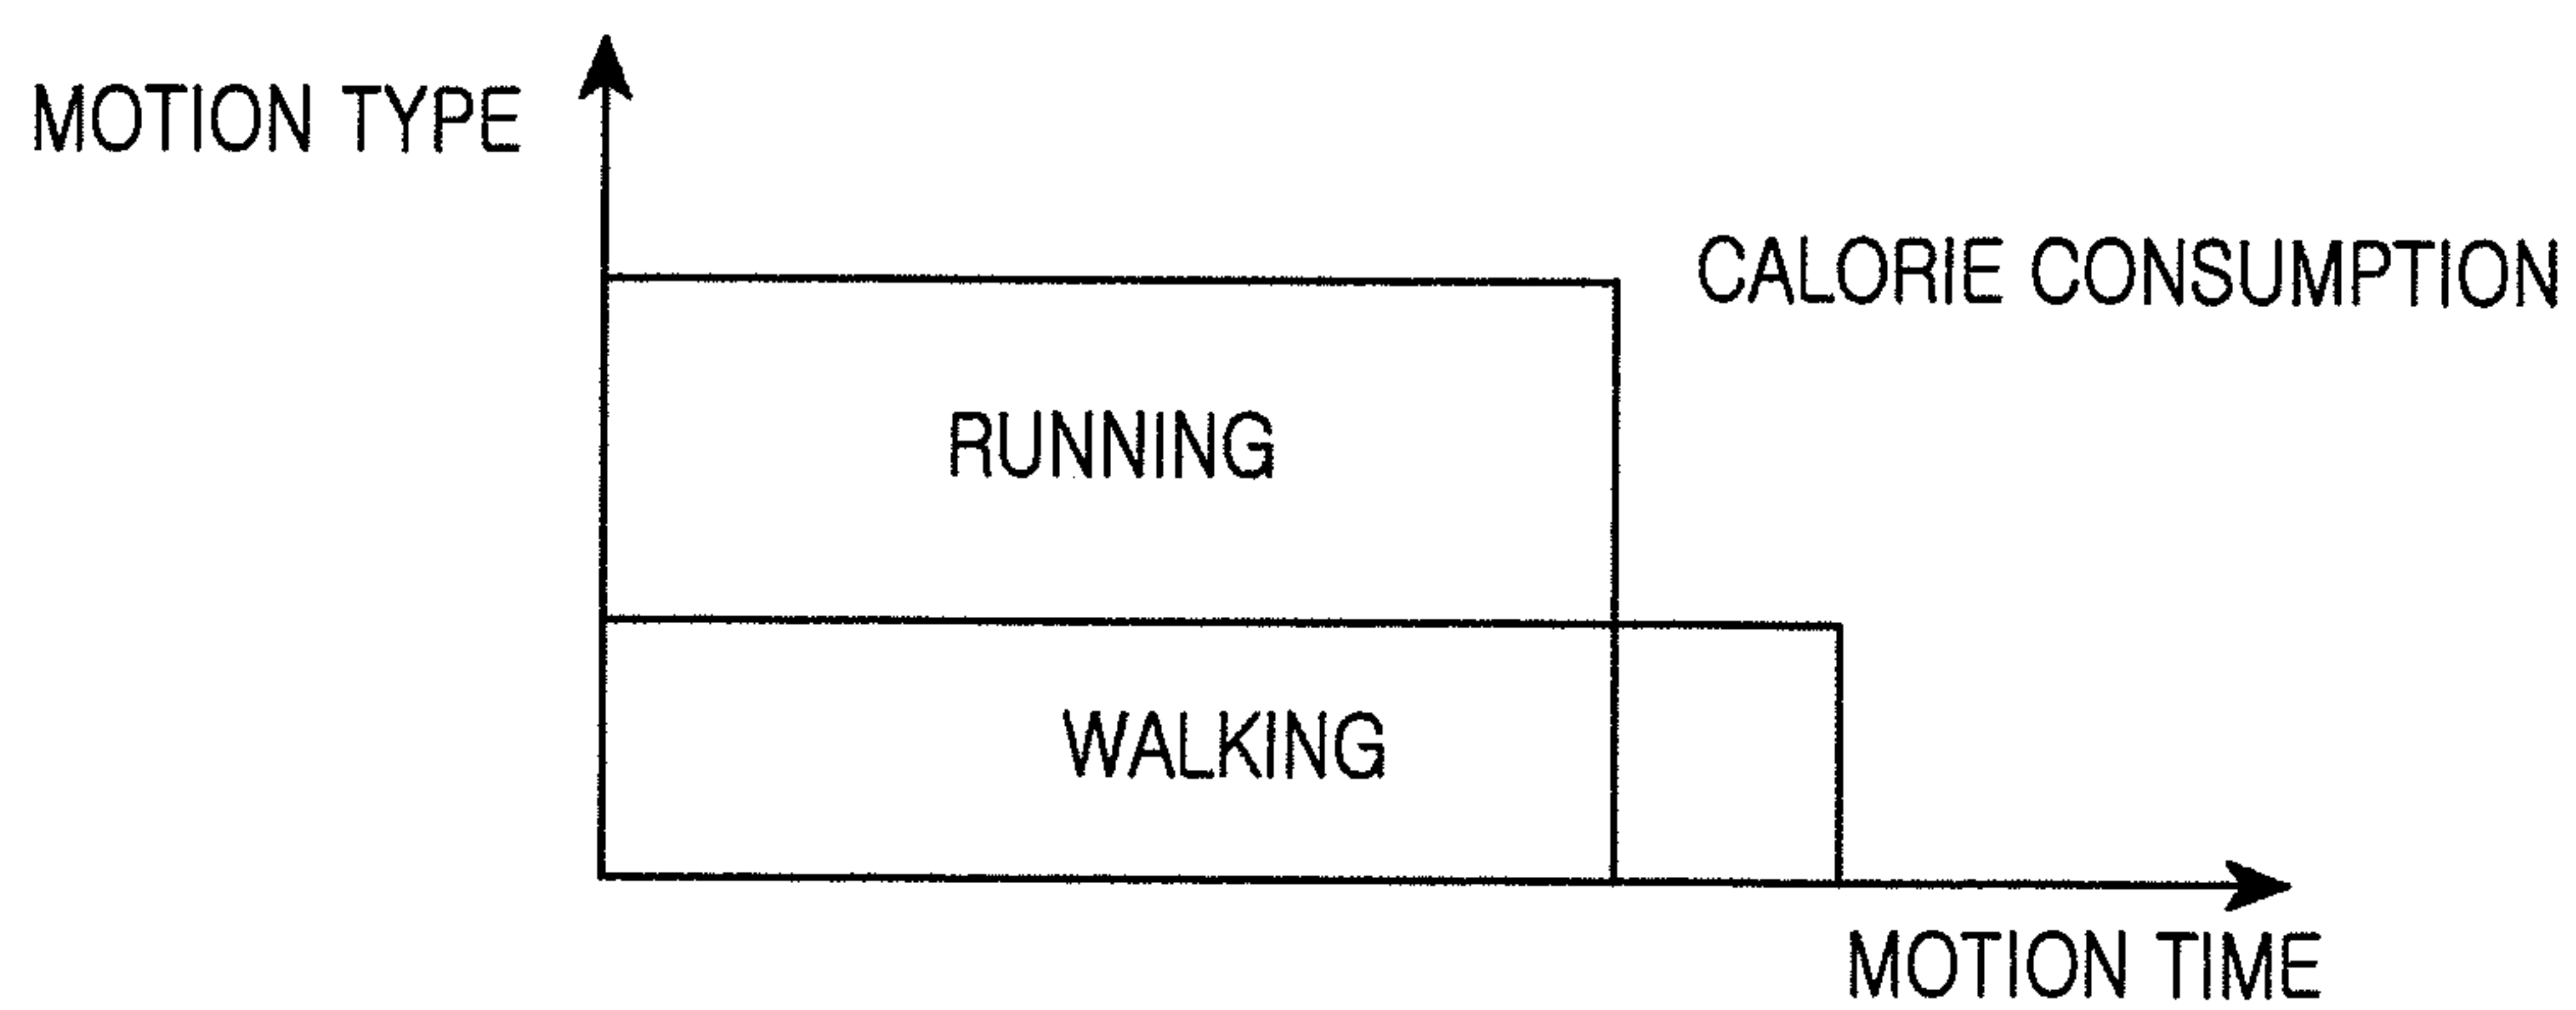 MOTION TYPE
CALORIE CONSUMPTION
RUNNING
WALKING
MOTION TIME